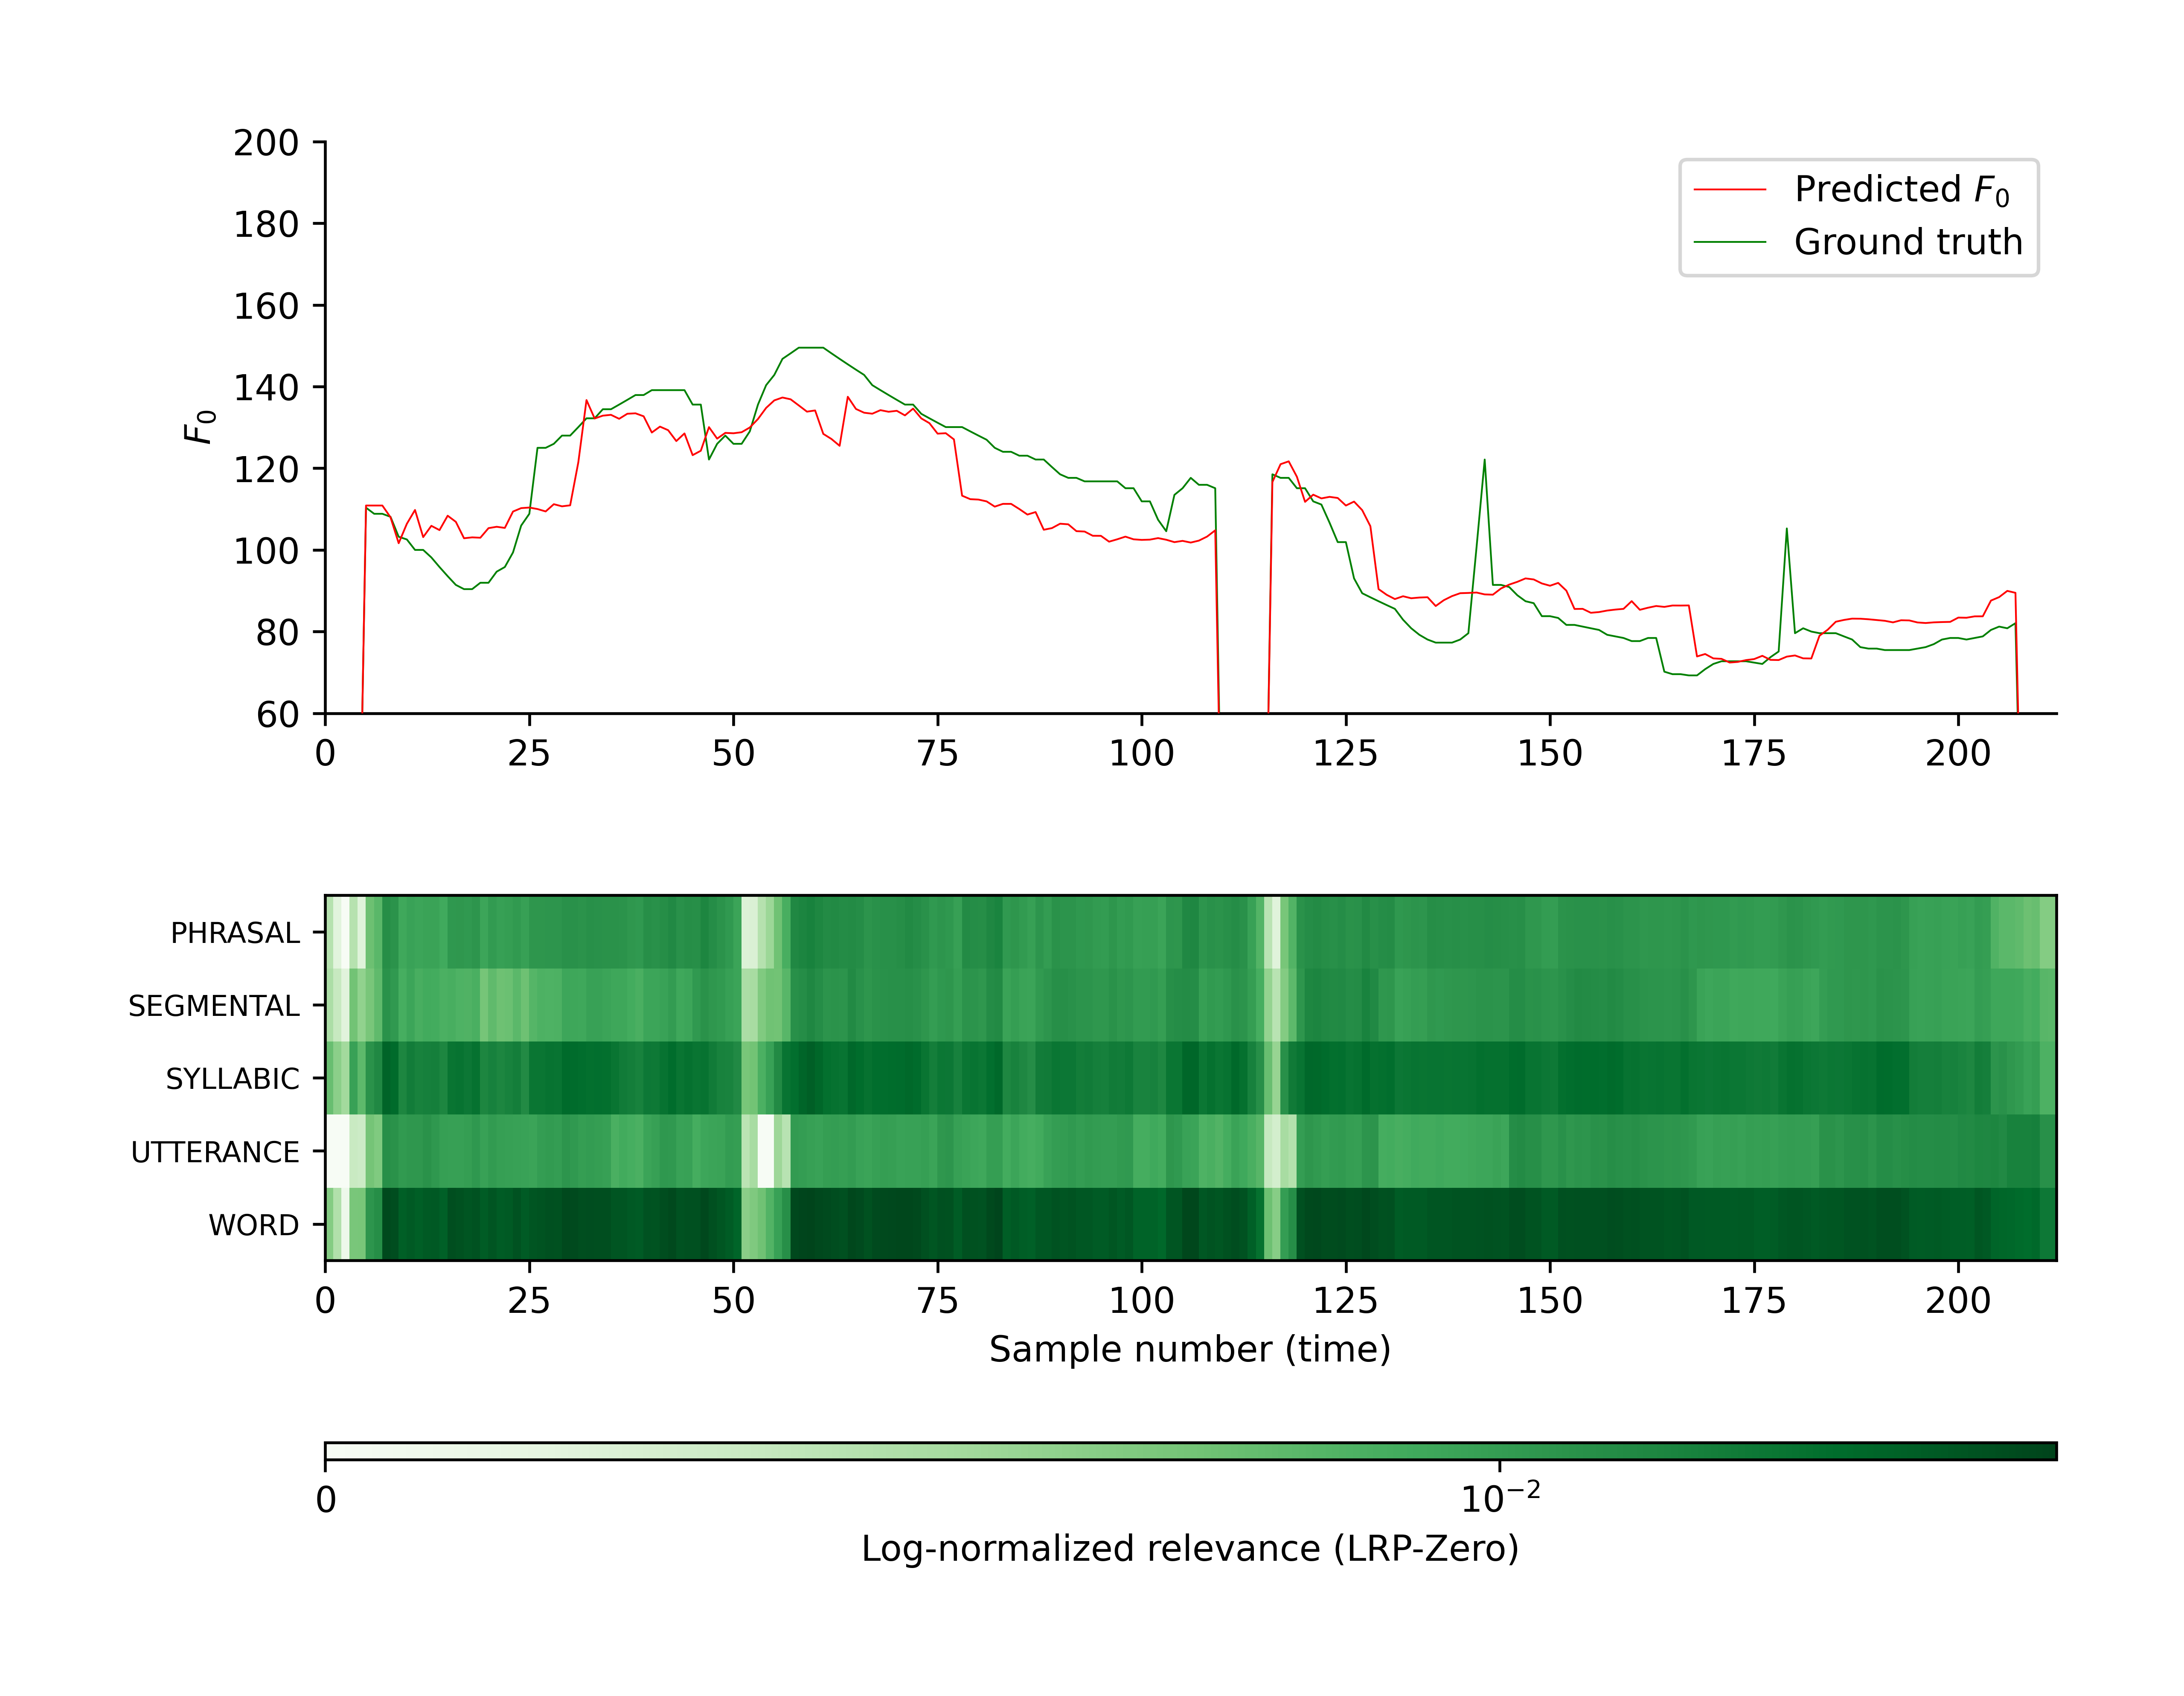 200
180
160
140
120
100
80
60
F₀
Predicted F₀
Ground truth
0 25 50 75 100 125 150 175 200
PHRASAL
SEGMENTAL
SYLLABIC
UTTERANCE
WORD
0 25 50 75 100 125 150 175 200
Sample number (time)
0 10⁻²
Log-normalized relevance (LRP-Zero)